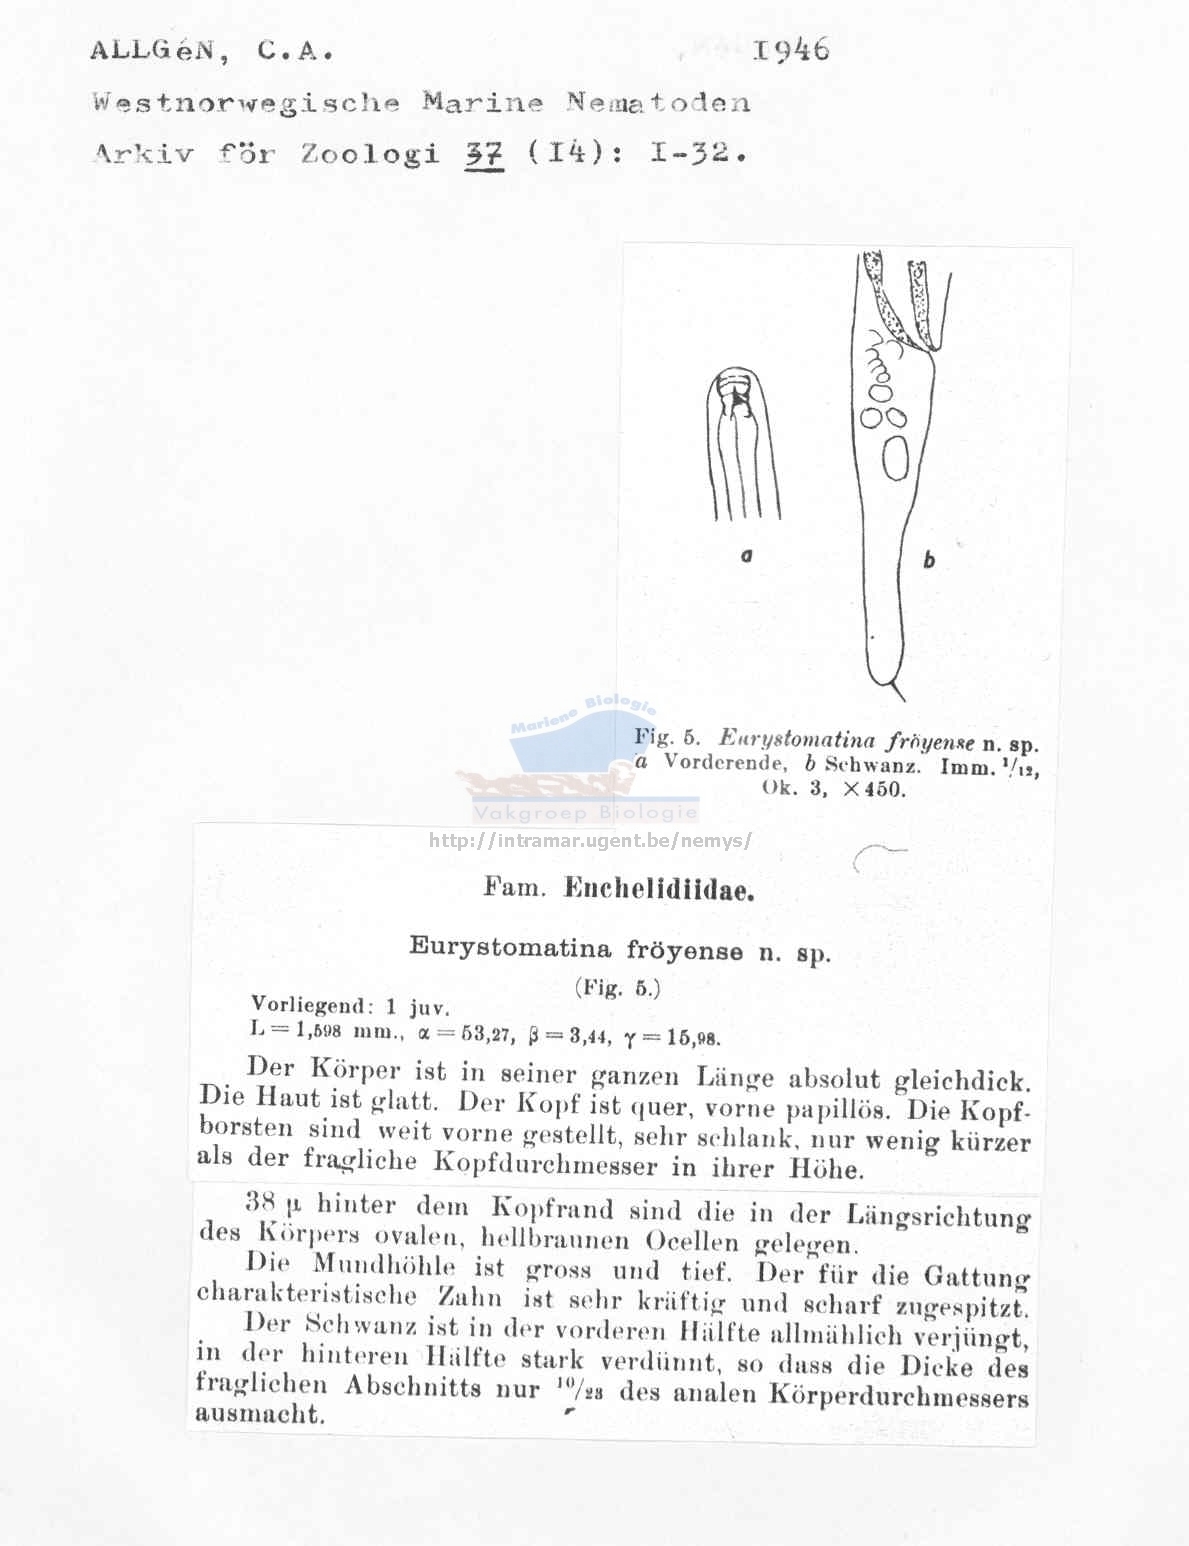 ALLGéN, C.A. 1946
Westnorwegische Marine Nematoden
Arkiv för Zoologi 37 (I4): I-32.
a
b
Fig. 5. Eurystomatina fröyense n. sp.
a Vorderende, b Schwanz. Imm. 1/12,
Ok. 3, ×450.
Mariene Biologie
Vakgroep Biologie
http://intramar.ugent.be/nemys/
Fam. Enchelidiidae.
Eurystomatina fröyense n. sp.
(Fig. 5.)
Vorliegend: 1 juv.
L = 1,598 mm., α = 53,27, β = 3,44, γ = 15,98.
Der Körper ist in seiner ganzen Länge absolut gleichdick.
Die Haut ist glatt. Der Kopf ist quer, vorne papillös. Die Kopf-
borsten sind weit vorne gestellt, sehr schlank, nur wenig kürzer
als der fragliche Kopfdurchmesser in ihrer Höhe.
38 µ hinter dem Kopfrand sind die in der Längsrichtung
des Körpers ovalen, hellbraunen Ocellen gelegen.
Die Mundhöhle ist gross und tief. Der für die Gattung
charakteristische Zahn ist sehr kräftig und scharf zugespitzt.
Der Schwanz ist in der vorderen Hälfte allmählich verjüngt,
in der hinteren Hälfte stark verdünnt, so dass die Dicke des
fraglichen Abschnitts nur 10/23 des analen Körperdurchmessers
ausmacht.